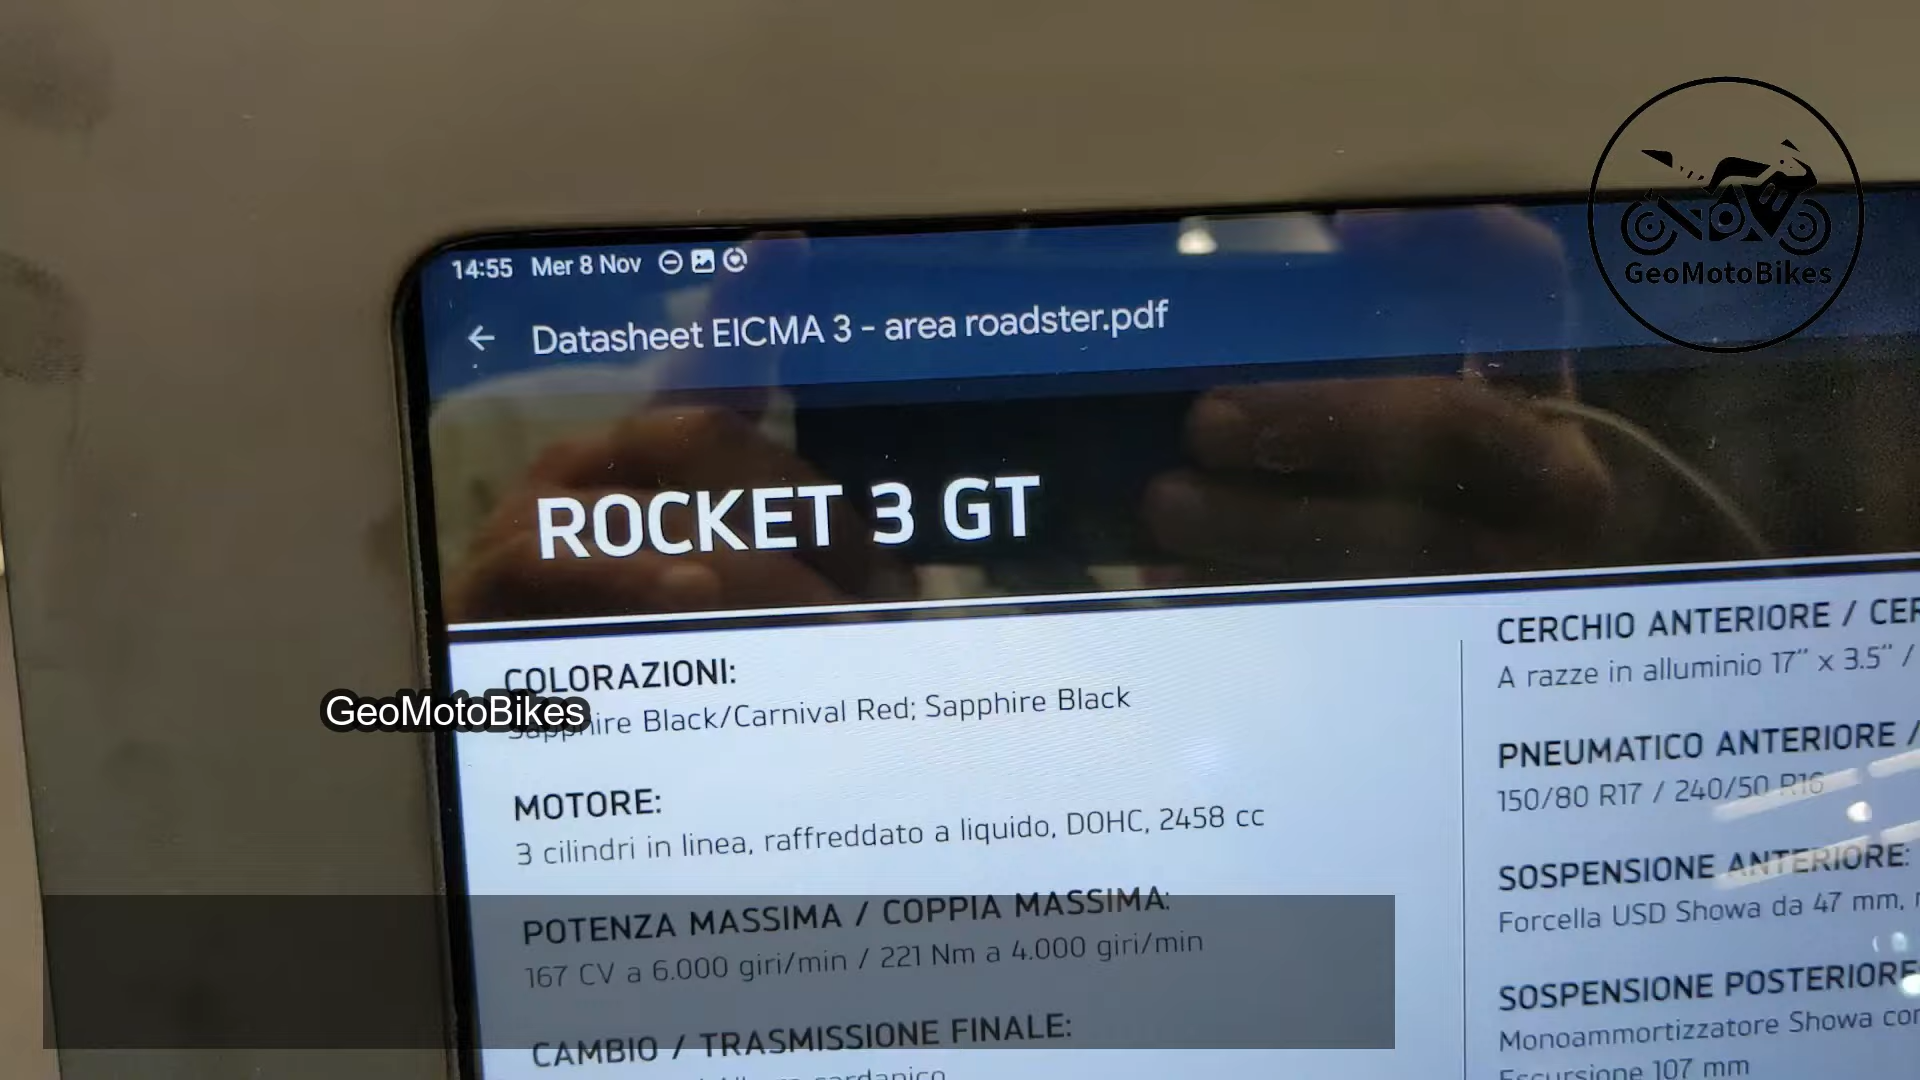 14:55 Mer 8 Nov
Datasheet EICMA 3 - area roadster.pdf
GeoMotoBikes
ROCKET 3 GT
COLORAZIONI:
Sapphire Black/Carnival Red; Sapphire Black
GeoMotoBikes
MOTORE:
3 cilindri in linea, raffreddato a liquido, DOHC, 2458 cc
POTENZA MASSIMA / COPPIA MASSIMA:
167 CV a 6.000 giri/min / 221 Nm a 4.000 giri/min
CAMBIO / TRASMISSIONE FINALE:
cardanico
CERCHIO ANTERIORE /
A razze in alluminio 17" x 3.5" /
PNEUMATICO ANTERIORE /
150/80 R17 / 240/50 R16
SOSPENSIONE ANTERIORE:
Forcella USD Showa da 47 mm,
SOSPENSIONE POSTERIORE
Monoammortizzatore Showa con
Escursione 107 mm